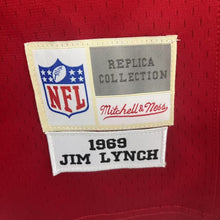 NFL
REPLICA
COLLECTION
Mitchell & Ness
1969
JIM LYNCH